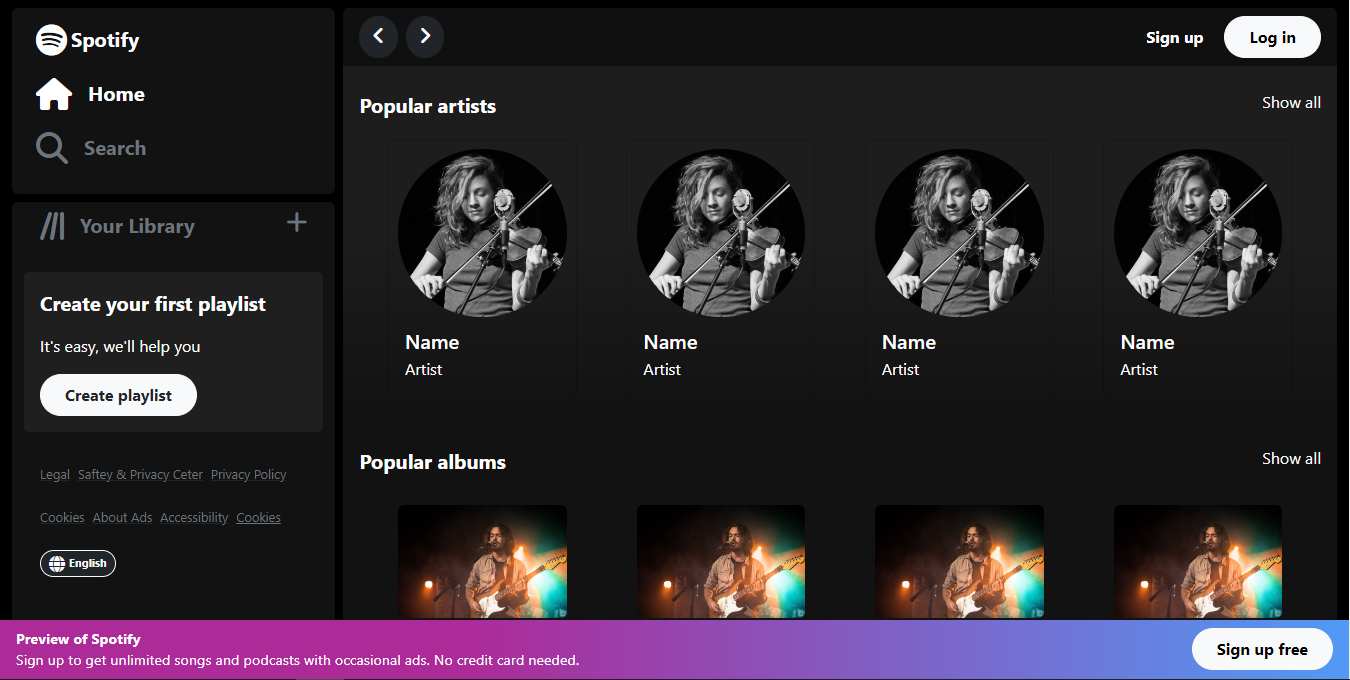 Spotify
Home
Search
Your Library
Create your first playlist
It's easy, we'll help you
Create playlist
Legal Saftey & Privacy Ceter Privacy Policy
Cookies About Ads Accessibility Cookies
English
Sign up Log in
Popular artists Show all
Name Name Name Name
Artist Artist Artist Artist
Popular albums Show all
Preview of Spotify
Sign up to get unlimited songs and podcasts with occasional ads. No credit card needed.
Sign up free